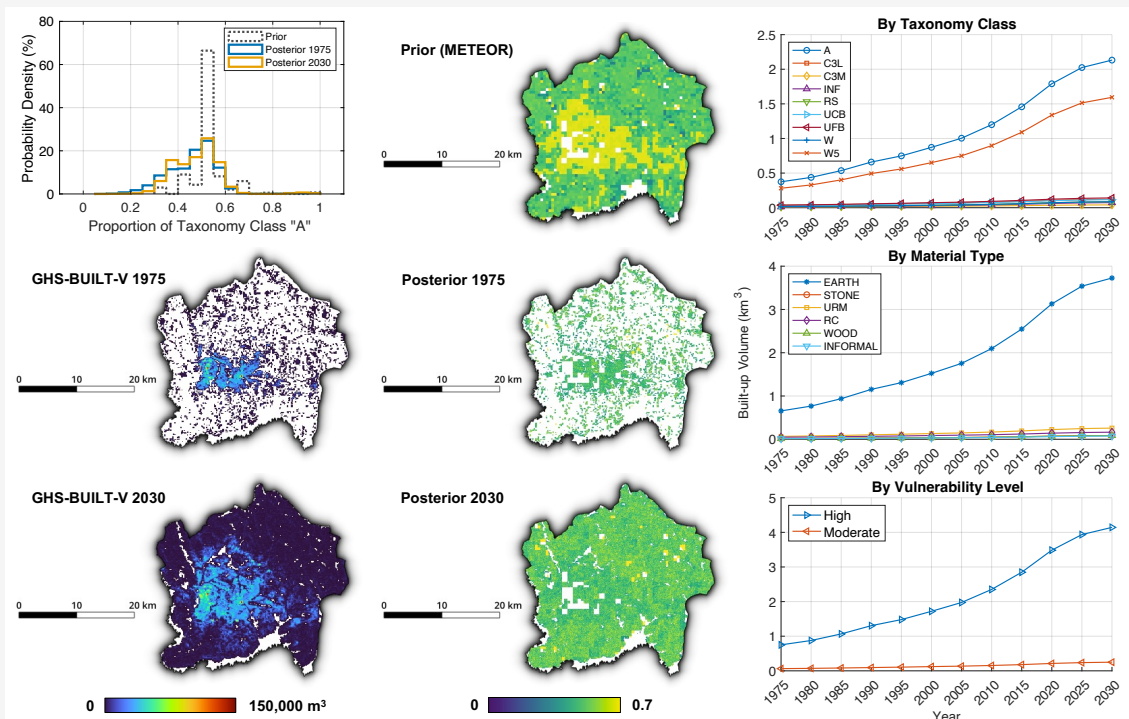 Probability Density (%)
80
60
40
20
0
Prior
Posterior 1975
Posterior 2030
0
0.2
0.4
0.6
0.8
1
Proportion of Taxonomy Class "A"
Prior (METEOR)
0
10
20 km
By Taxonomy Class
2.5
2
1.5
1
0.5
0
A
C3L
C3M
INF
RS
UCB
UFB
W
W5
1975
1980
1985
1990
1995
2000
2005
2010
2015
2020
2025
2030
GHS-BUILT-V 1975
0
10
20 km
Posterior 1975
0
10
20 km
By Material Type
Built-up Volume (km³)
4
3
2
1
0
EARTH
STONE
URM
RC
WOOD
INFORMAL
1975
1980
1985
1990
1995
2000
2005
2010
2015
2020
2025
2030
GHS-BUILT-V 2030
0
10
20 km
0
150,000 m³
Posterior 2030
0
10
20 km
0
0.7
By Vulnerability Level
5
4
3
2
1
0
High
Moderate
1975
1980
1985
1990
1995
2000
2005
2010
2015
2020
2025
2030
Year